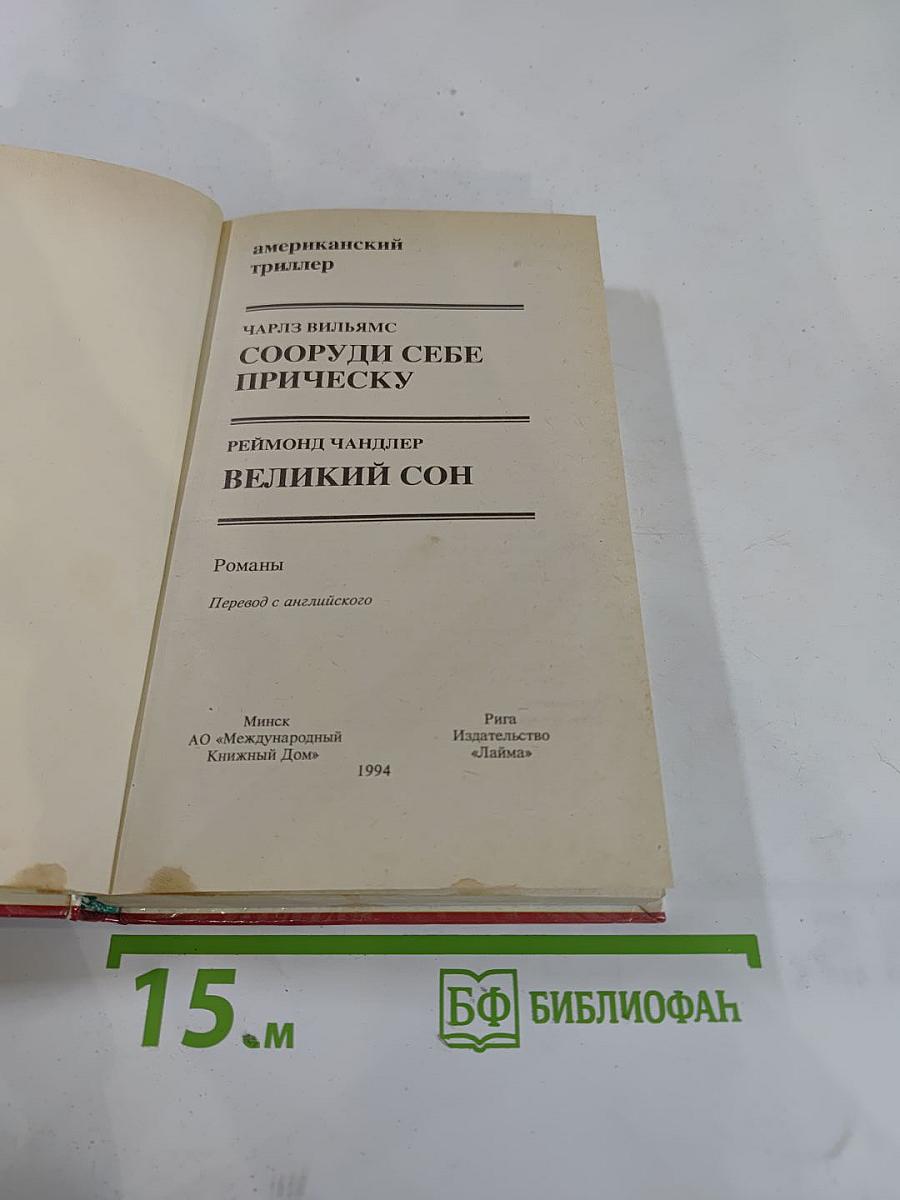 американский
триллер
ЧАРЛЗ ВИЛЬЯМС
СООРУДИ СЕБЕ
ПРИЧЕСКУ
РЕЙМОНД ЧАНДЛЕР
ВЕЛИКИЙ СОН
Романы
Перевод с английского
Минск
АО «Международный
Книжный Дом»
Рига
Издательство
«Лайма»
1994
15 см
БФ БИБЛИОФАН